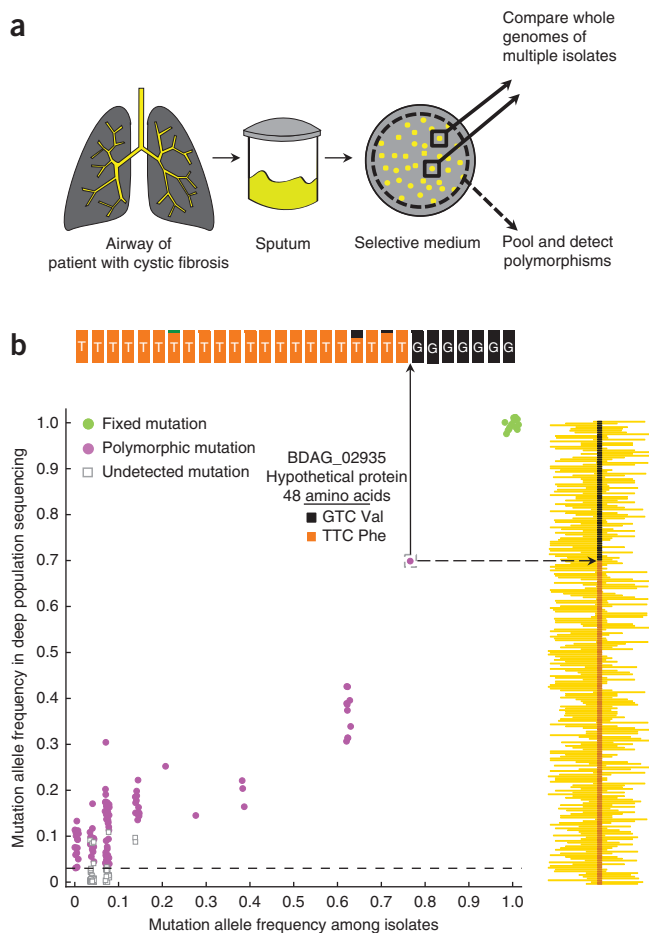 a
Compare whole
genomes of
multiple isolates
Airway of
patient with cystic fibrosis
Sputum
Selective medium
Pool and detect
polymorphisms
b
T T T T T T T T T T T T T T T T T T T T T T G G G G G G G
Mutation allele frequency in deep population sequencing
1.0
0.9
0.8
0.7
0.6
0.5
0.4
0.3
0.2
0.1
0
Fixed mutation
Polymorphic mutation
Undetected mutation
BDAG_02935
Hypothetical protein
48 amino acids
GTC Val
TTC Phe
0 0.1 0.2 0.3 0.4 0.5 0.6 0.7 0.8 0.9 1.0
Mutation allele frequency among isolates